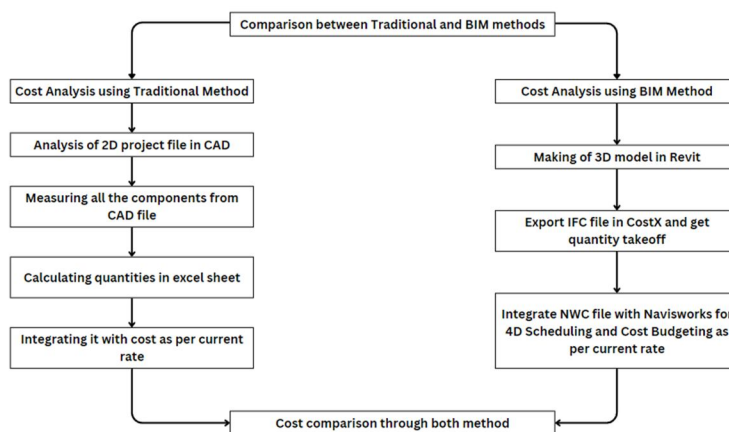 Comparison between Traditional and BIM methods
Cost Analysis using Traditional Method
Analysis of 2D project file in CAD
Measuring all the components from
CAD file
Calculating quantities in excel sheet
Integrating it with cost as per current
rate
Cost Analysis using BIM Method
Making of 3D model in Revit
Export IFC file in CostX and get
quantity takeoff
Integrate NWC file with Navisworks for
4D Scheduling and Cost Budgeting as
per current rate
Cost comparison through both method